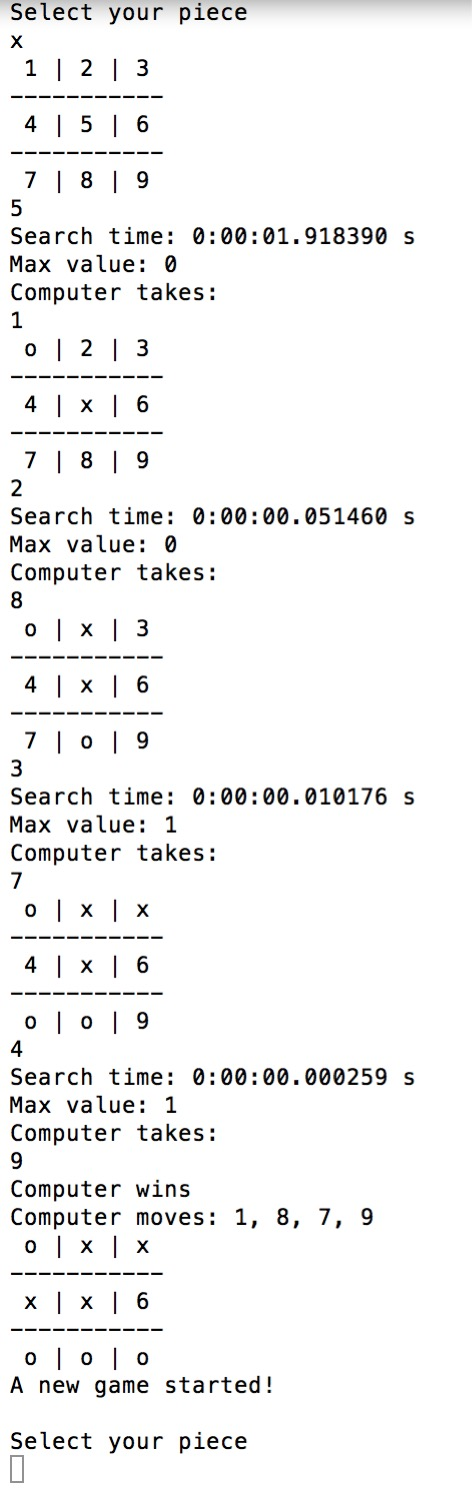 Select your piece
x
 1 | 2 | 3
-----------
 4 | 5 | 6
-----------
 7 | 8 | 9
5
Search time: 0:00:01.918390 s
Max value: 0
Computer takes:
1
 o | 2 | 3
-----------
 4 | x | 6
-----------
 7 | 8 | 9
2
Search time: 0:00:00.051460 s
Max value: 0
Computer takes:
8
 o | x | 3
-----------
 4 | x | 6
-----------
 7 | o | 9
3
Search time: 0:00:00.010176 s
Max value: 1
Computer takes:
7
 o | x | x
-----------
 4 | x | 6
-----------
 o | o | 9
4
Search time: 0:00:00.000259 s
Max value: 1
Computer takes:
9
Computer wins
Computer moves: 1, 8, 7, 9
 o | x | x
-----------
 x | x | 6
-----------
 o | o | o
A new game started!

Select your piece